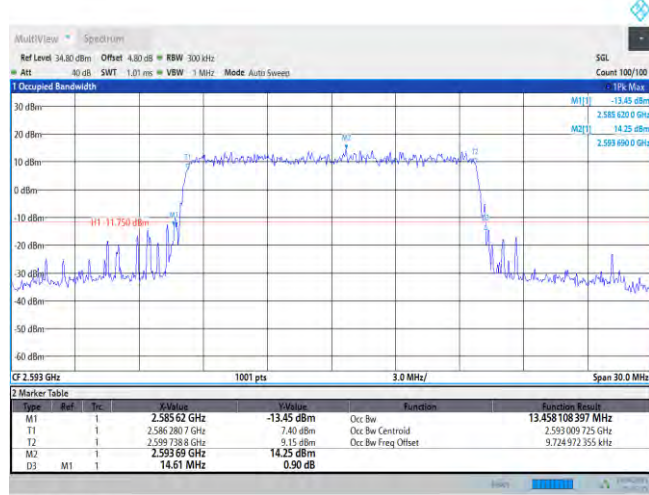 MultiView Spectrum
Ref Level 34.80 dBm Offset 4.80 dB RBW 300 kHz SGL
Att 40 dB SWT 1.01 ms VBW 1 MHz Mode Auto Sweep Count 100/100
1 Occupied Bandwidth 1Pk Max
M1[1] -13.45 dBm
2.585 620 0 GHz
M2[1] 14.25 dBm
2.593 690 0 GHz
30 dBm
20 dBm
10 dBm
0 dBm
-10 dBm
-20 dBm
-30 dBm
-40 dBm
-50 dBm
-60 dBm
M2
T1
T2
M1
H1 -11.750 dBm
CF 2.593 GHz 1001 pts 3.0 MHz/ Span 30.0 MHz
2 Marker Table
Type Ref Trc X-Value Y-Value Function Function Result
M1 1 2.585 62 GHz -13.45 dBm Occ Bw 13.458 108 397 MHz
T1 1 2.586 280 7 GHz 7.40 dBm Occ Bw Centroid 2.593 009 725 GHz
T2 1 2.599 738 8 GHz 9.15 dBm Occ Bw Freq Offset 9.724 972 355 kHz
M2 1 2.593 69 GHz 14.25 dBm
D3 M1 1 14.61 MHz 0.90 dB